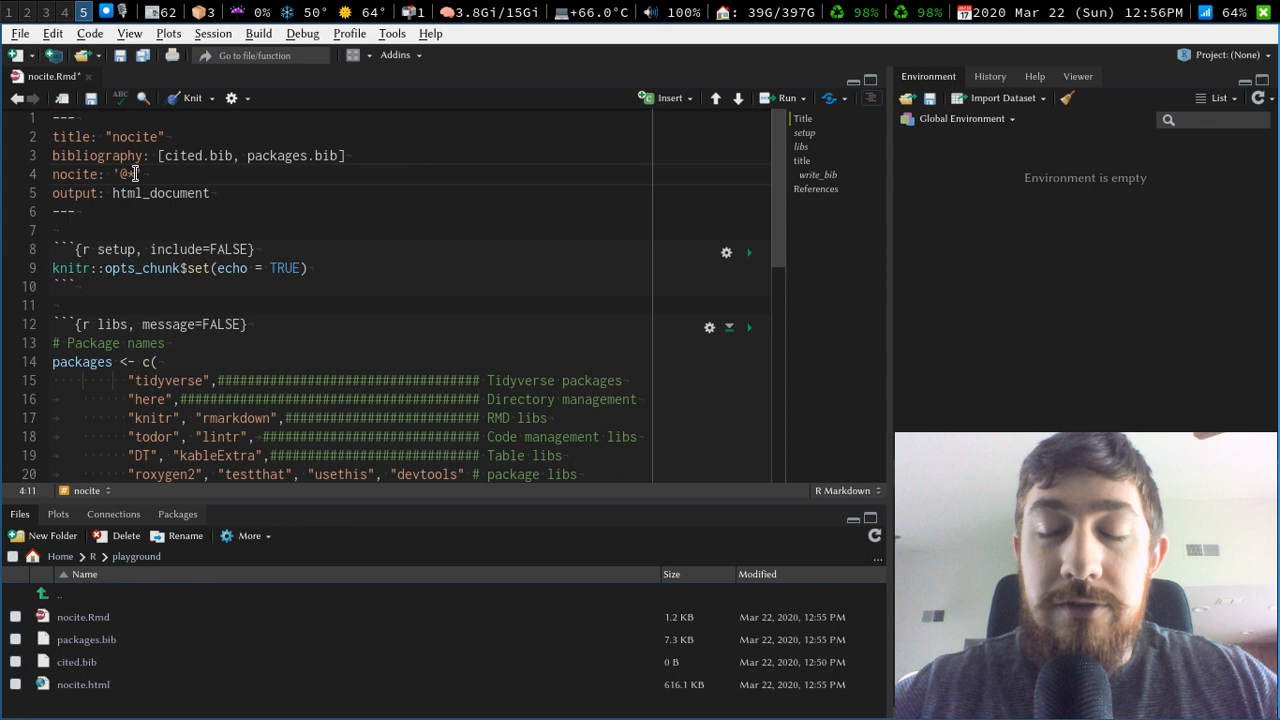 1 2 3 4 5 62 2 3 0 50° 64° 1 3.8Gi/15Gi +66.0°C 100% : 39G/397G 98% 98% 2020 Mar 22 (Sun) 12:56PM 64%
File Edit Code View Plots Session Build Debug Profile Tools Help
Go to file/function Addins Project: (None)
nocite.Rmd*
Knit Insert Run
1 ---
2 title: "nocite"
3 bibliography: [cited.bib, packages.bib]
4 nocite: '@*'
5 output: html_document
6 ---
7
8 ```{r setup, include=FALSE}
9 knitr::opts_chunk$set(echo = TRUE)
10 ```
11
12 ```{r libs, message=FALSE}
13 # Package names
14 packages <- c(
15 "tidyverse",################################### Tidyverse packages
16 "here",######################################## Directory management
17 "knitr", "rmarkdown",########################## RMD libs
18 "todor", "lintr", ############################# Code management libs
19 "DT", "kableExtra",############################ Table libs
20 "roxygen2", "testthat", "usethis", "devtools" # package libs
Title
setup
libs
title
write_bib
References
4:11 nocite R Markdown
Environment History Help Viewer
Import Dataset List
Global Environment
Environment is empty
Files Plots Connections Packages
New Folder Delete Rename More
Home R playground ...
Name Size Modified
..
nocite.Rmd 1.2 KB Mar 22, 2020, 12:55 PM
packages.bib 7.3 KB Mar 22, 2020, 12:55 PM
cited.bib 0 B Mar 22, 2020, 12:50 PM
nocite.html 616.1 KB Mar 22, 2020, 12:55 PM